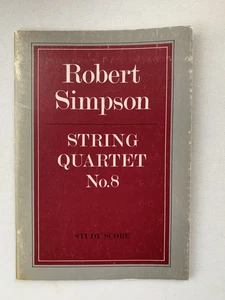 Robert
Simpson
STRING
QUARTET
No.8
STUDY SCORE